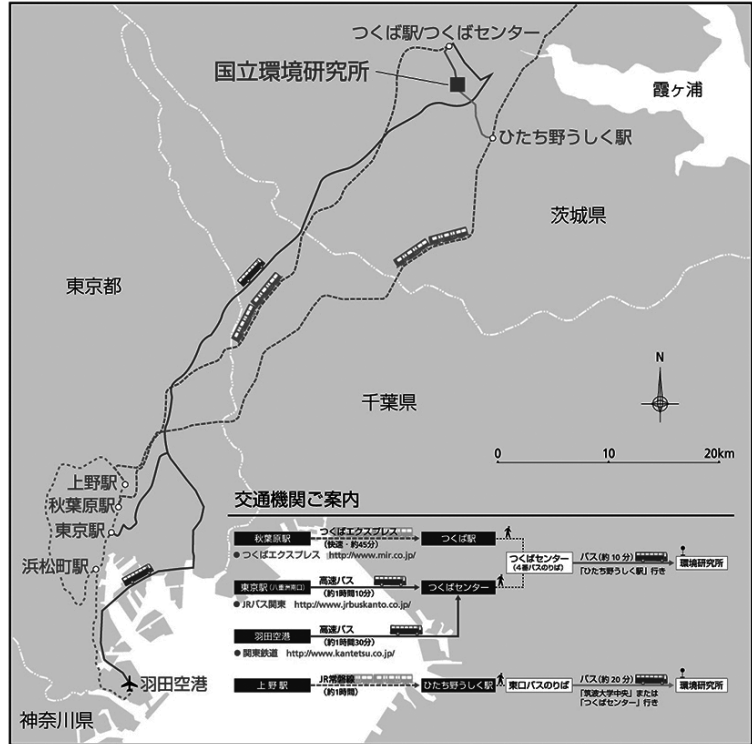 つくば駅/つくばセンター
国立環境研究所
霞ヶ浦
ひたち野うしく駅
茨城県
東京都
千葉県
N
0 10 20km
上野駅
秋葉原駅
東京駅
浜松町駅
羽田空港
神奈川県
交通機関ご案内
秋葉原駅 つくばエクスプレス (快速・約45分) つくば駅
●つくばエクスプレス http://www.mir.co.jp/
東京駅(八重洲南口) 高速バス (約1時間10分) つくばセンター
●JRバス関東 http://www.jrbuskanto.co.jp/
つくばセンター
(4番バスのりば)
バス(約10分)
「ひたち野うしく駅」行き
環境研究所
羽田空港 高速バス (約1時間30分)
●関東鉄道 http://www.kantetsu.co.jp/
上野駅 JR常磐線 (約1時間) ひたち野うしく駅 東口バスのりば バス(約20分) 環境研究所
「筑波大学中央」または
「つくばセンター」行き